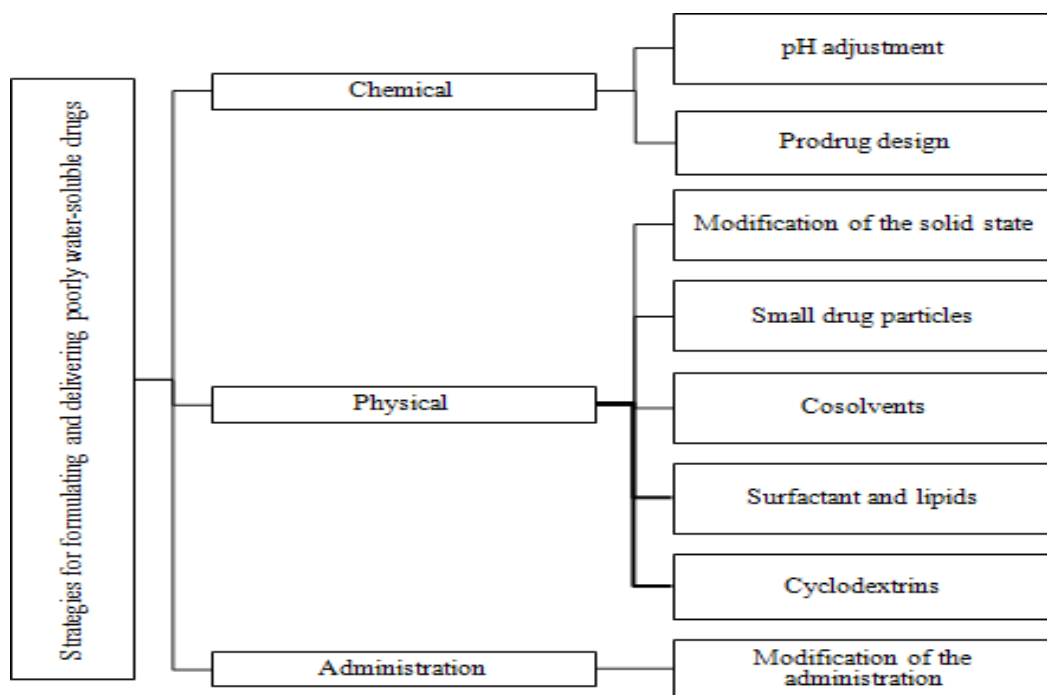 Strategies for formulating and delivering poorly water-soluble drugs
Chemical
pH adjustment
Prodrug design
Physical
Modification of the solid state
Small drug particles
Cosolvents
Surfactant and lipids
Cyclodextrins
Administration
Modification of the
administration